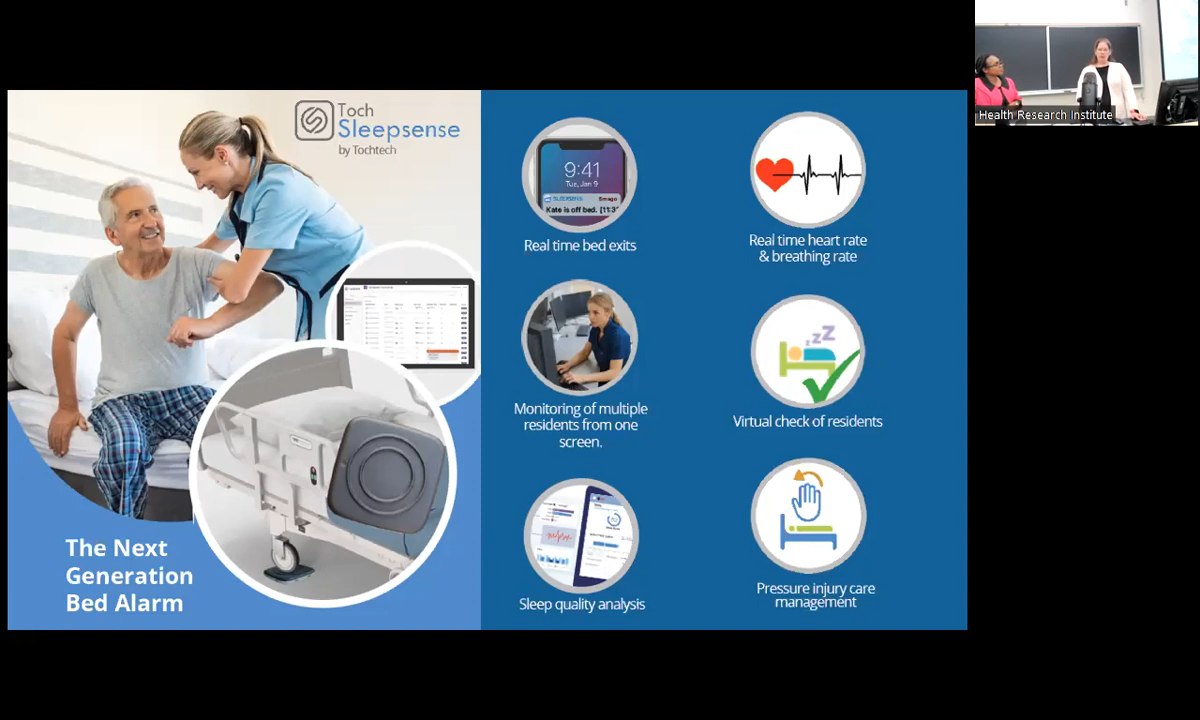 Toch
Sleepsense
by Tochtech
The Next
Generation
Bed Alarm
9:41
Tue, Jan 9
Kate is off bed.
Real time bed exits
Real time heart rate
& breathing rate
Monitoring of multiple
residents from one
screen.
zzZ
Virtual check of residents
Sleep quality analysis
Pressure injury care
management
Health Research Institute